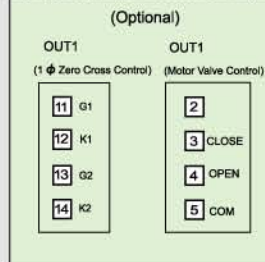 (Optional)
OUT1
(1 ф Zero Cross Control)
11 G1
12 K1
13 G2
14 K2
OUT1
(Motor Valve Control)
2
3 CLOSE
4 OPEN
5 COM